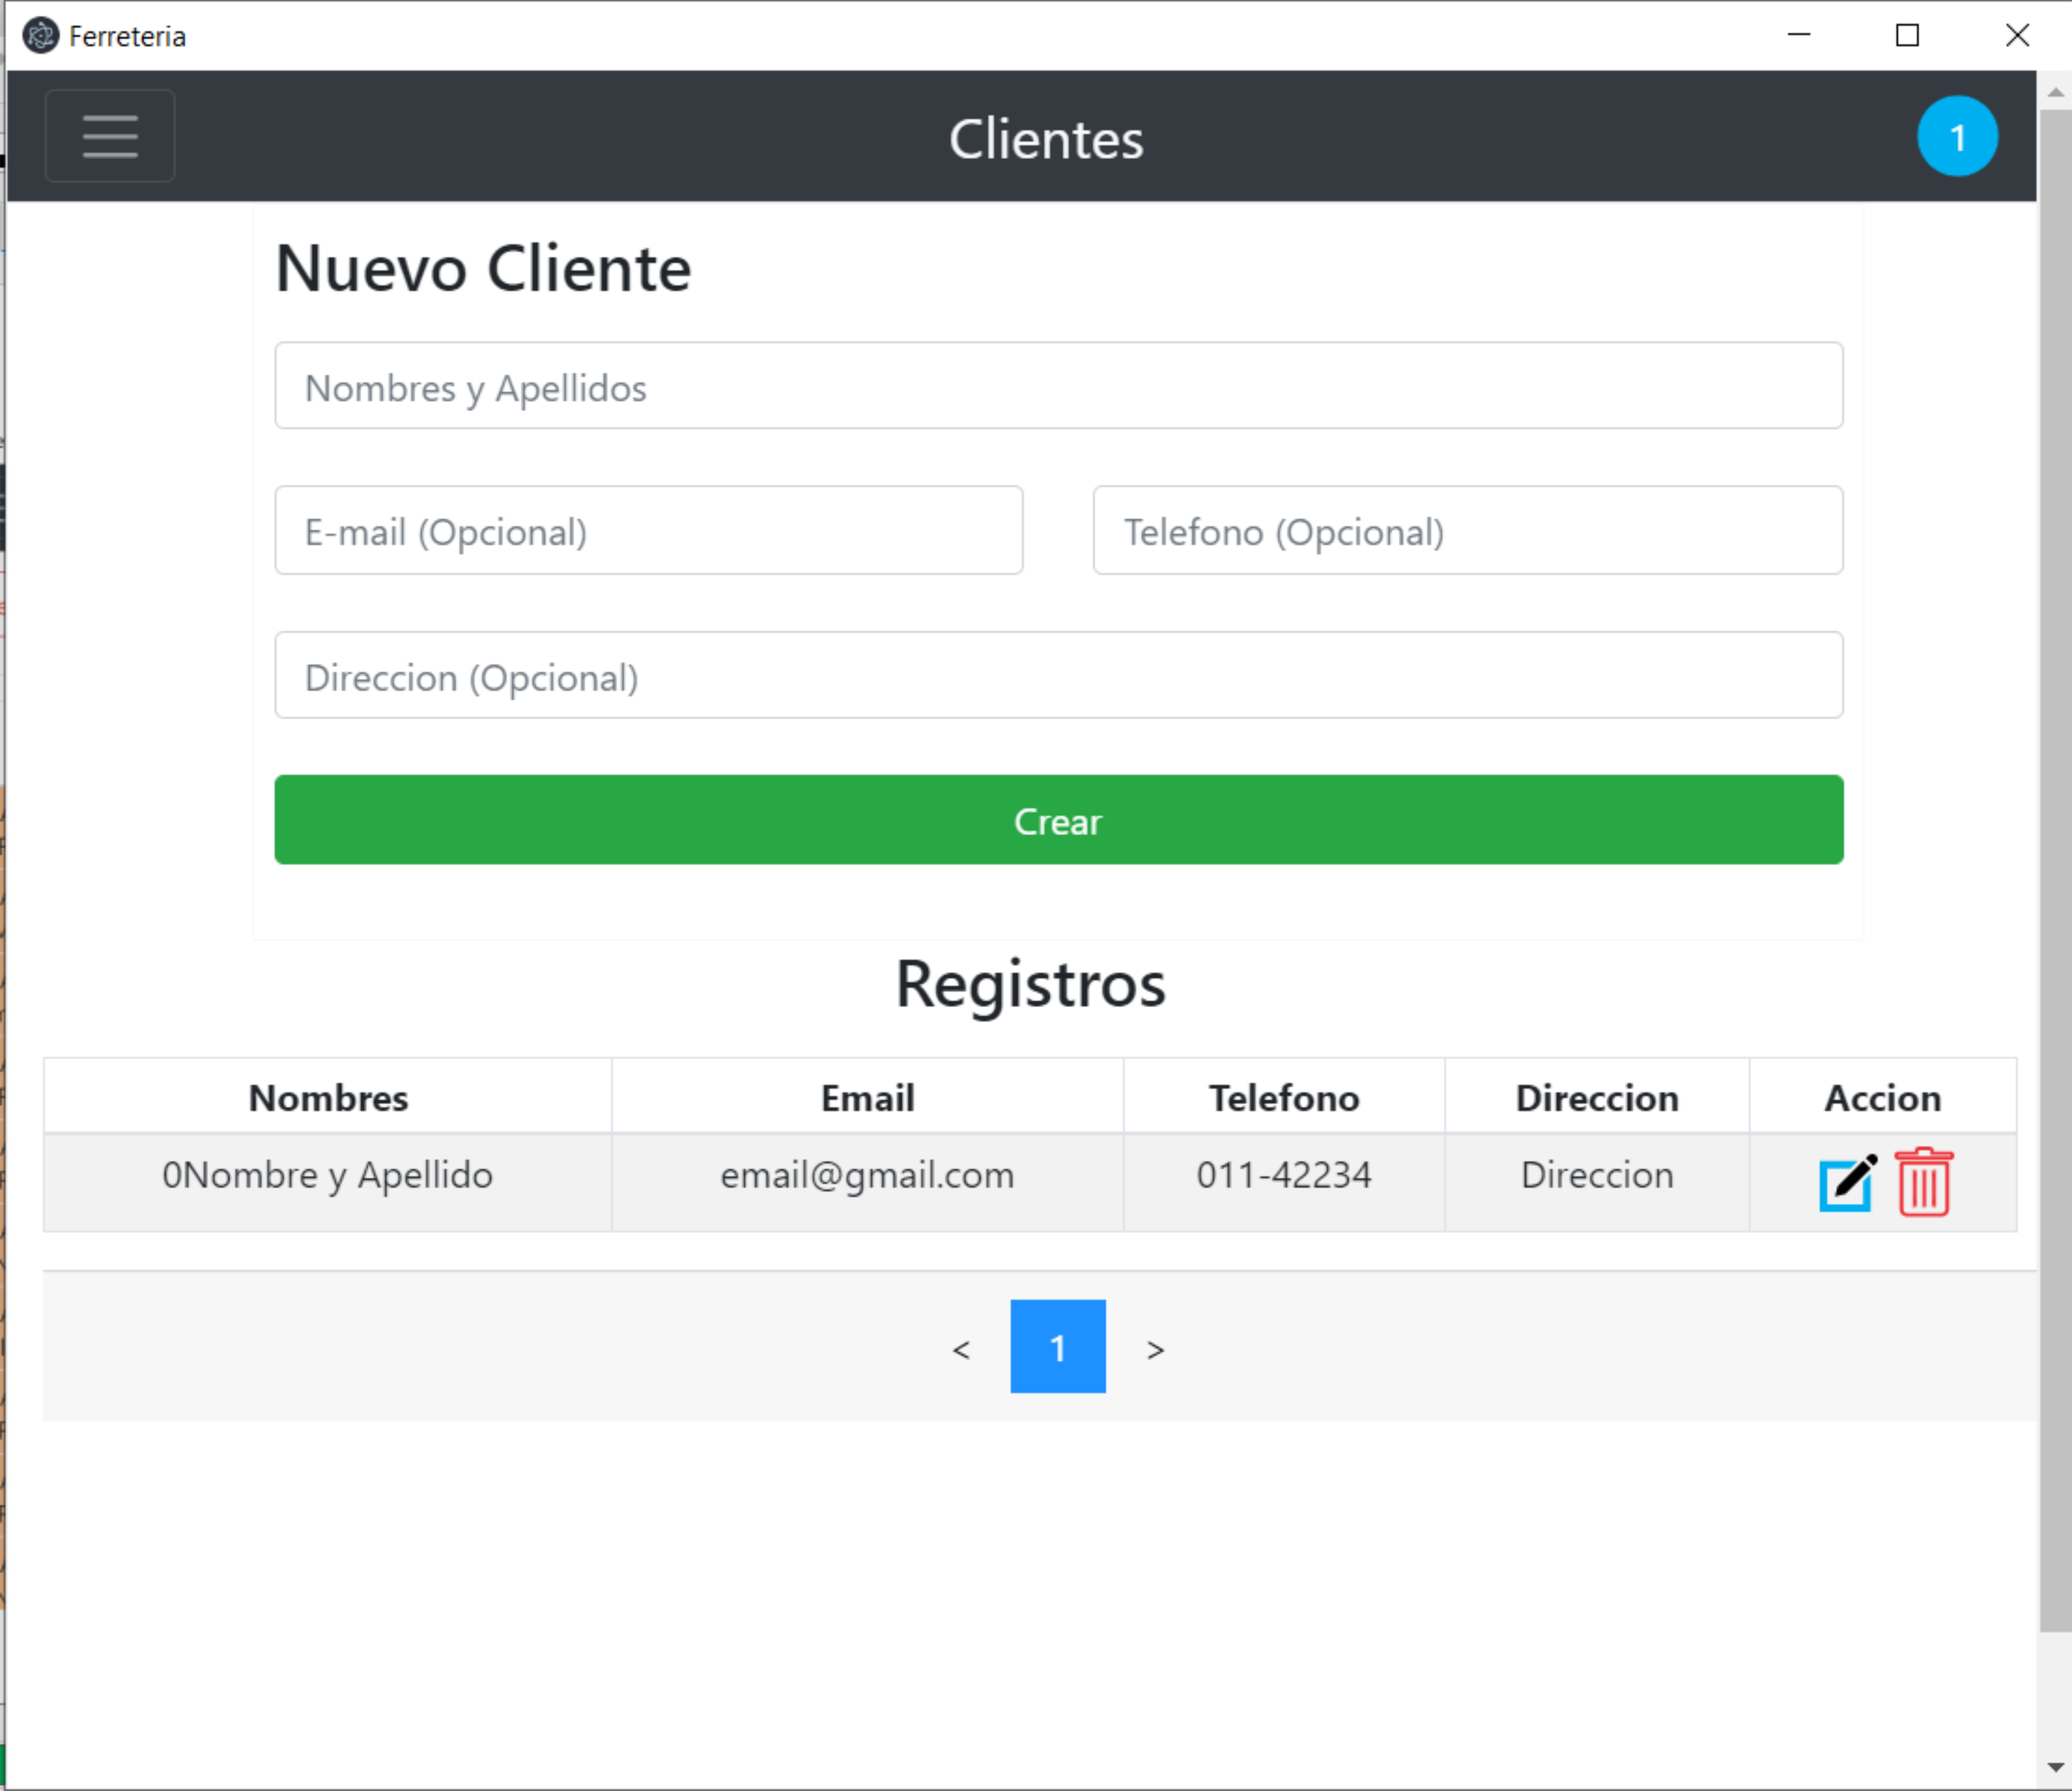 Ferreteria
Clientes 1
Nuevo Cliente
Nombres y Apellidos
E-mail (Opcional) Telefono (Opcional)
Direccion (Opcional)
Crear
Registros
Nombres Email Telefono Direccion Accion
0Nombre y Apellido email@gmail.com 011-42234 Direccion
< 1 >